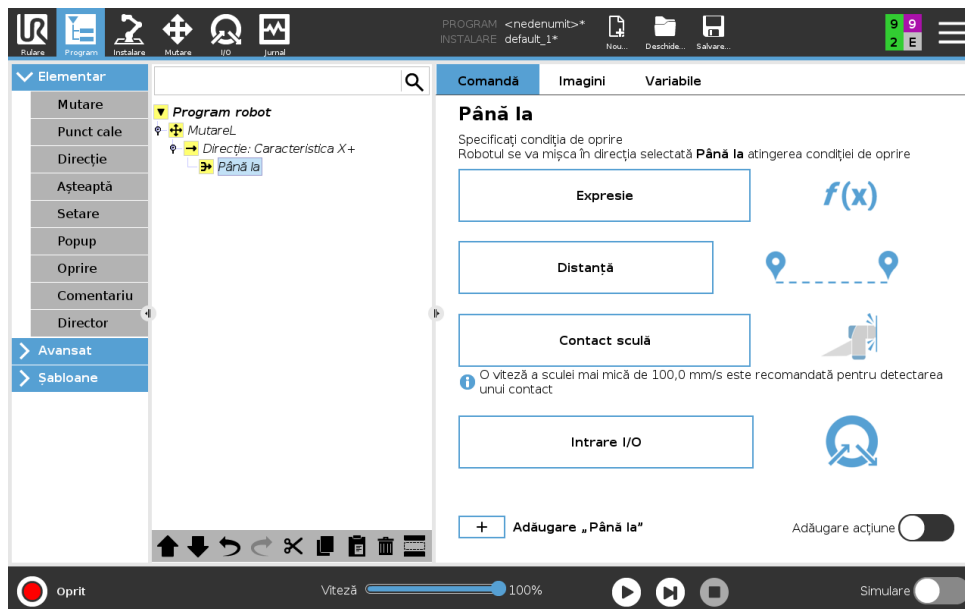 Rulare
Program
Instalare
Mutare
I/O
Jurnal
PROGRAM <nedenumit>*
INSTALARE default_1*
Nou...
Deschide...
Salvare...
9 9
2 E
Elementar
Mutare
Punct cale
Direcție
Așteaptă
Setare
Popup
Oprire
Comentariu
Director
Avansat
Șabloane
Program robot
MutareL
Direcție: Caracteristica X+
Până la
Comandă
Imagini
Variabile
Până la
Specificați condiția de oprire
Robotul se va mișca în direcția selectată Până la atingerea condiției de oprire
Expresie
f(x)
Distanță
Contact sculă
O viteză a sculei mai mică de 100,0 mm/s este recomandată pentru detectarea
unui contact
Intrare I/O
+ Adăugare „Până la”
Adăugare acțiune
Oprit
Viteză
100%
Simulare